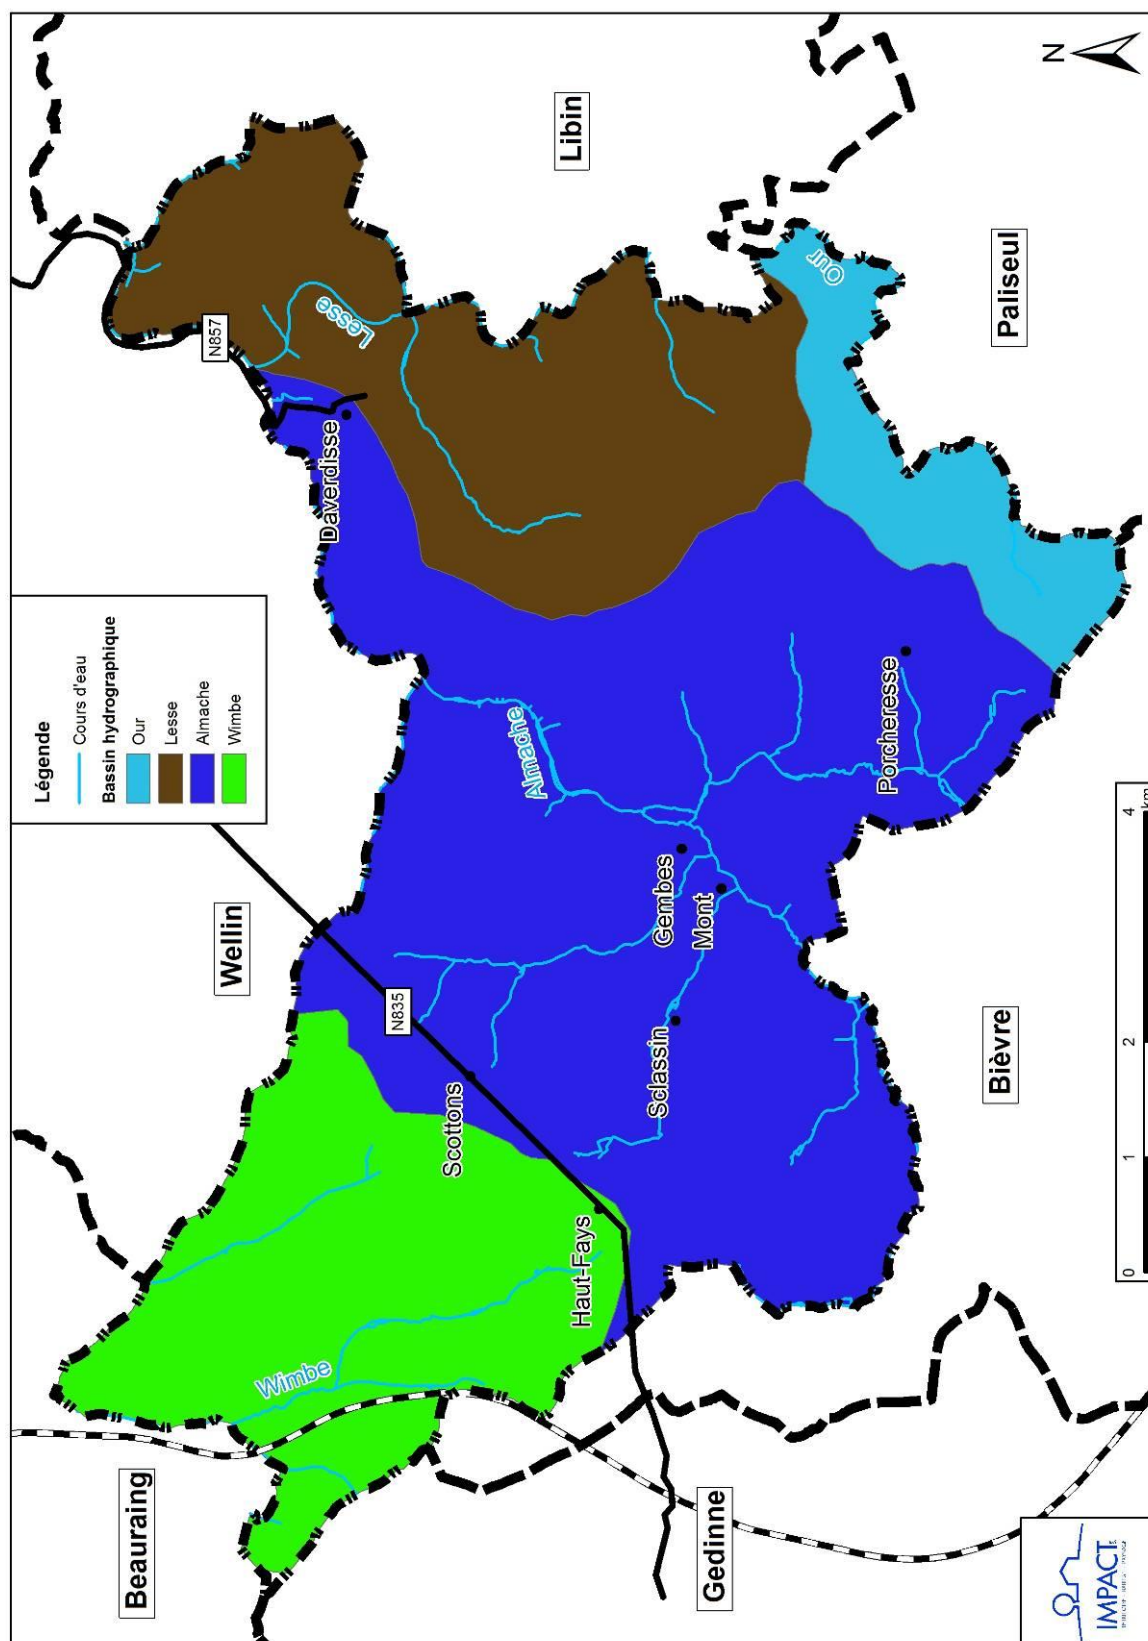 Légende
Cours d'eau
Bassin hydrographique
Our
Lesse
Almache
Wimbe
Beauraing
Wellin
N857
Libin
Wimbe
Lesse
Daverdisse
N835
Scottons
Haut-Fays
Almache
Gembes
Mont
Sclassin
Our
Porcheresse
Gedinne
Bièvre
Paliseul
N
IMPACT
0 1 2 4
km